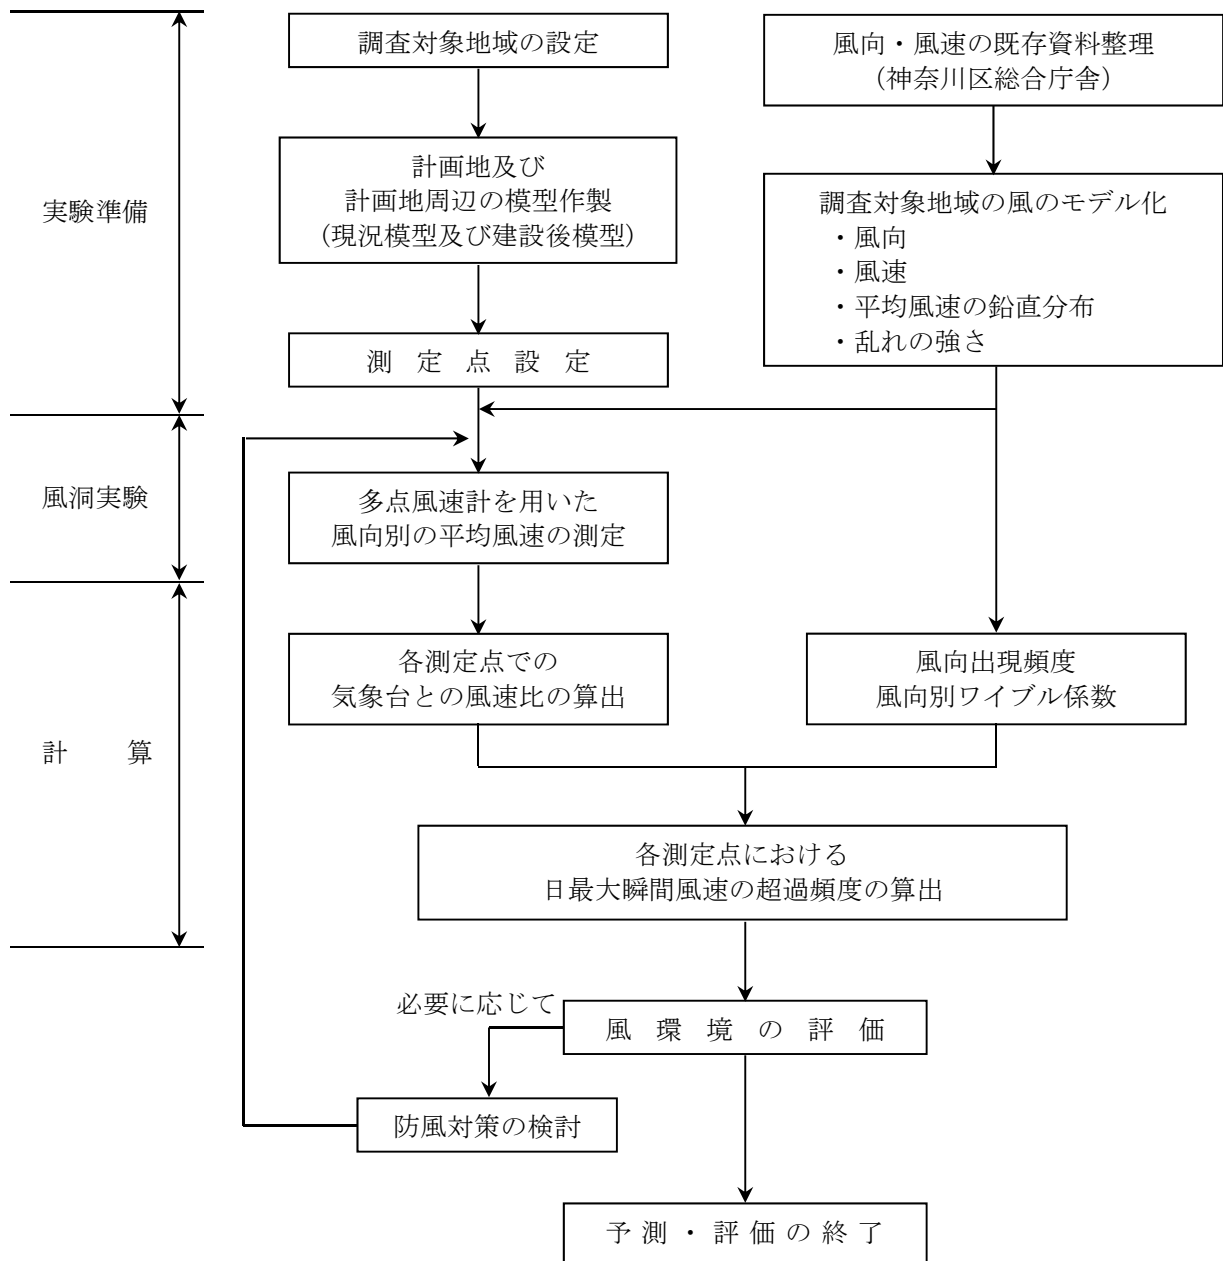 調査対象地域の設定
風向・風速の既存資料整理
（神奈川区総合庁舎）
計画地及び
計画地周辺の模型作製
（現況模型及び建設後模型）
実験準備
調査対象地域の風のモデル化
・風向
・風速
・平均風速の鉛直分布
・乱れの強さ
測定点設定
風洞実験
多点風速計を用いた
風向別の平均風速の測定
各測定点での
気象台との風速比の算出
風向出現頻度
風向別ワイブル係数
計算
各測定点における
日最大瞬間風速の超過頻度の算出
必要に応じて
風環境の評価
防風対策の検討
予測・評価の終了